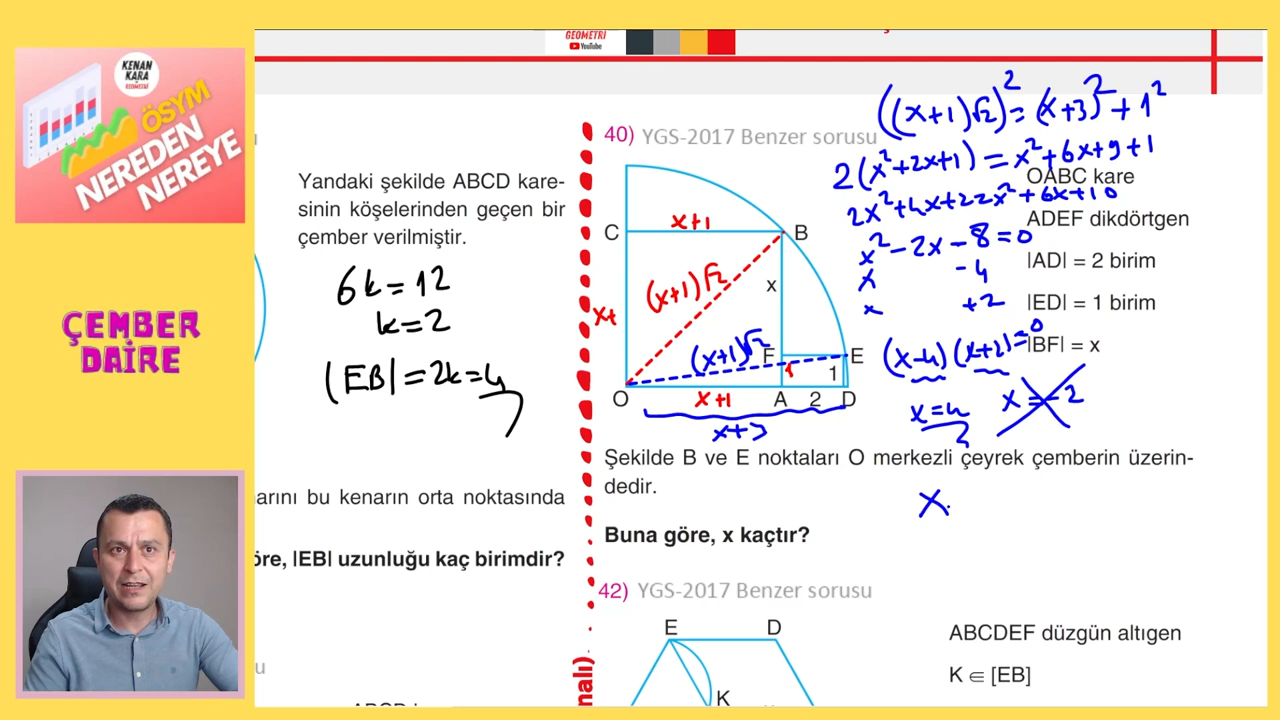 GEOMETRİ
YouTube
KENAN
KARA
GEOMETRİ
ÖSYM
NEREDEN
NEREYE
ÇEMBER
DAİRE
Yandaki şekilde ABCD kare-
sinin köşelerinden geçen bir
çember verilmiştir.
6k = 12
k = 2
|EB| = 2k = 4
arını bu kenarın orta noktasında
öre, |EB| uzunluğu kaç birimdir?
nalı)
40) YGS-2017 Benzer sorusu
C
x+1
B
(x+1)√2
x
x+
(x+1)√2
F
E
1
1
O
x+1
A
2
D
x+3
((x+1)√2)² = (x+3)² + 1²
2(x²+2x+1) = x²+6x+9+1
2x²+4x+2=x²+6x+10
x²-2x-8=0
x -4
x +2
(x-4)(x+2)=0
x=4 x=-2
OABC kare
ADEF dikdörtgen
|AD| = 2 birim
|ED| = 1 birim
|BF| = x
Şekilde B ve E noktaları O merkezli çeyrek çemberin üzerin-
dedir.
x
Buna göre, x kaçtır?
42) YGS-2017 Benzer sorusu
E
D
K
ABCDEF düzgün altıgen
K ∈ [EB]